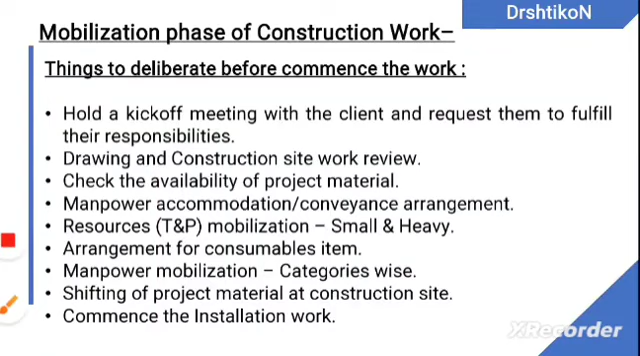 DrshtikoN
Mobilization phase of Construction Work–
Things to deliberate before commence the work :
• Hold a kickoff meeting with the client and request them to fulfill
their responsibilities.
• Drawing and Construction site work review.
• Check the availability of project material.
• Manpower accommodation/conveyance arrangement.
• Resources (T&P) mobilization – Small & Heavy.
• Arrangement for consumables item.
• Manpower mobilization – Categories wise.
• Shifting of project material at construction site.
• Commence the Installation work.
XRecorder